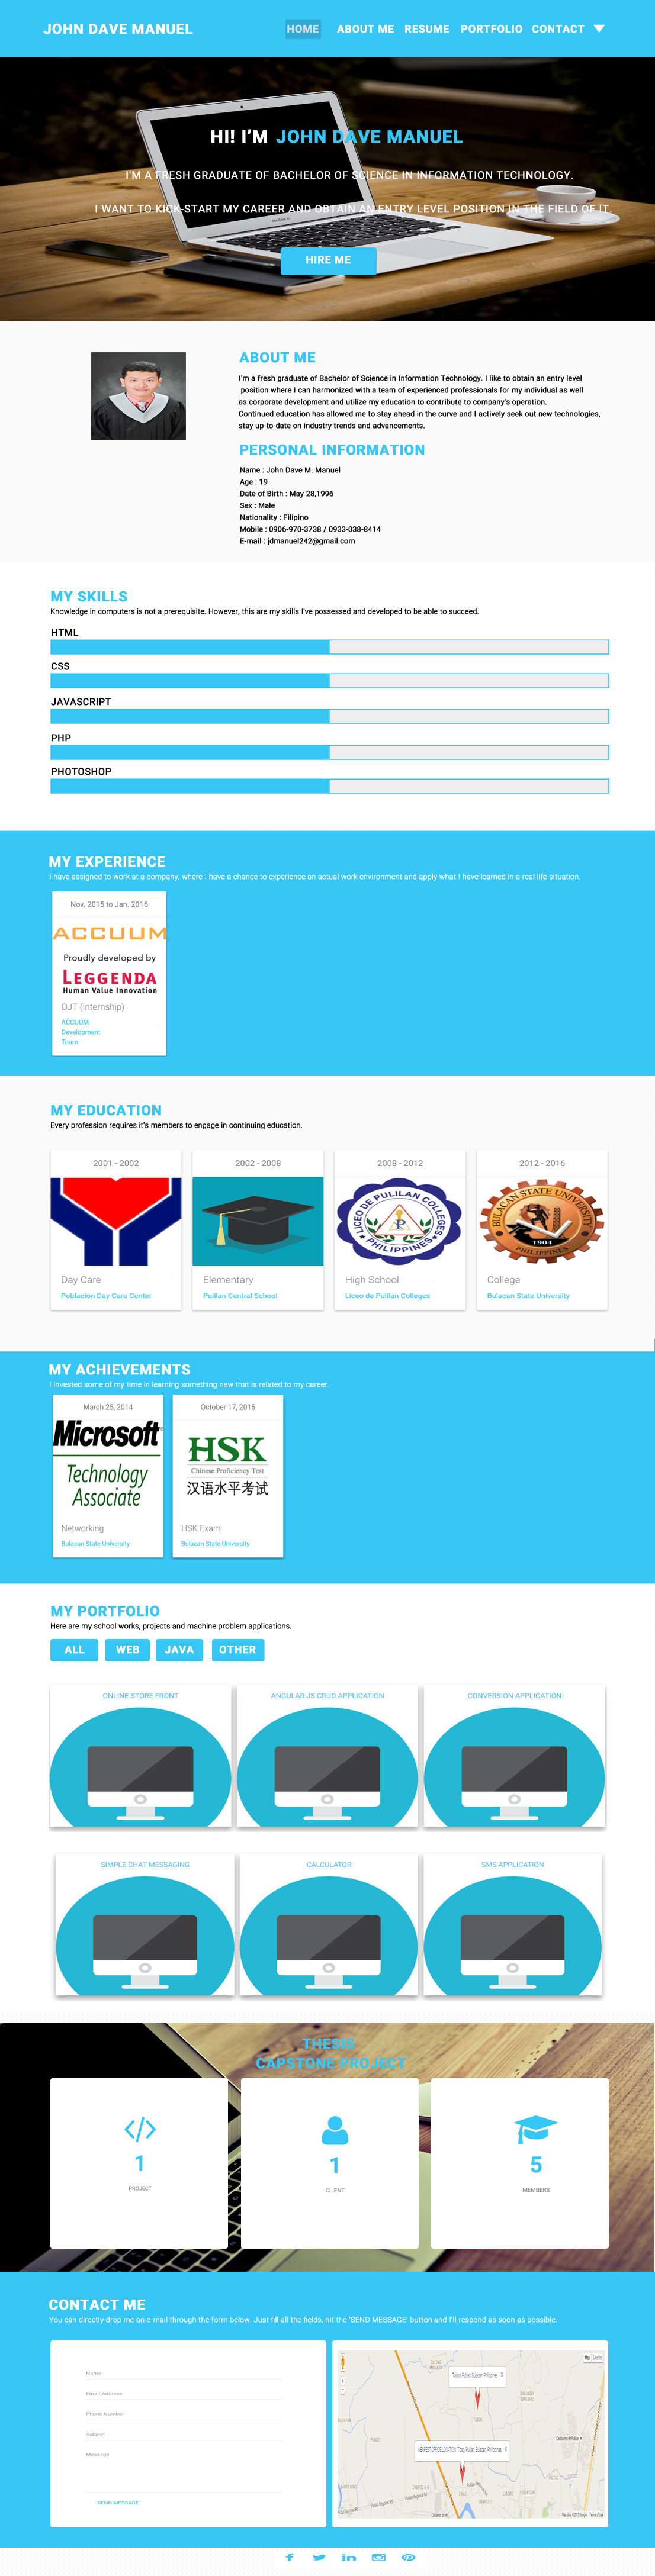 JOHN DAVE MANUEL
HOME ABOUT ME RESUME PORTFOLIO CONTACT
HI! I'M JOHN DAVE MANUEL
I'M A FRESH GRADUATE OF BACHELOR OF SCIENCE IN INFORMATION TECHNOLOGY.
I WANT TO KICK-START MY CAREER AND OBTAIN AN ENTRY LEVEL POSITION IN THE FIELD OF IT.
HIRE ME
ABOUT ME
I'm a fresh graduate of Bachelor of Science in Information Technology. I like to obtain an entry level
position where I can harmonized with a team of experienced professionals for my individual as well
as corporate development and utilize my education to contribute to company's operation.
Continued education has allowed me to stay ahead in the curve and I actively seek out new technologies,
stay up-to-date on industry trends and advancements.
PERSONAL INFORMATION
Name : John Dave M. Manuel
Age : 19
Date of Birth : May 28,1996
Sex : Male
Nationality : Filipino
Mobile : 0906-970-3738 / 0933-038-8414
E-mail : jdmanuel242@gmail.com
MY SKILLS
Knowledge in computers is not a prerequisite. However, this are my skills I've possessed and developed to be able to succeed.
HTML
CSS
JAVASCRIPT
PHP
PHOTOSHOP
MY EXPERIENCE
I have assigned to work at a company, where I have a chance to experience an actual work environment and apply what I have learned in a real life situation.
Nov. 2015 to Jan. 2016
ACCUUM
Proudly developed by
LEGGENDA
Human Value Innovation
OJT (Internship)
ACCUUM
Development
Team
MY EDUCATION
Every profession requires it's members to engage in continuing education.
2001 - 2002
Day Care
Poblacion Day Care Center
2002 - 2008
Elementary
Pulilan Central School
2008 - 2012
LICEO DE PULILAN COLLEGES
PHILIPPINES
High School
Liceo de Pulilan Colleges
2012 - 2016
BULACAN STATE UNIVERSITY
1904
PHILIPPINES
College
Bulacan State University
MY ACHIEVEMENTS
I invested some of my time in learning something new that is related to my career.
March 25, 2014
Microsoft
Technology
Associate
Networking
Bulacan State University
October 17, 2015
HSK
Chinese Proficiency Test
汉语水平考试
HSK Exam
Bulacan State University
MY PORTFOLIO
Here are my school works, projects and machine problem applications.
ALL WEB JAVA OTHER
ONLINE STORE FRONT
ANGULAR JS CRUD APPLICATION
CONVERSION APPLICATION
SIMPLE CHAT MESSAGING
CALCULATOR
SMS APPLICATION
THESIS
CAPSTONE PROJECT
1
PROJECT
1
CLIENT
5
MEMBERS
CONTACT ME
You can directly drop me an e-mail through the form below. Just fill all the fields, hit the 'SEND MESSAGE' button and I'll respond as soon as possible.
Name
Email Address
Phone Number
Subject
Message
SEND MESSAGE
Map Satellite
Tabon, Pulilan, Bulacan, Philippines X
NEAREST OFFICE LOCATION: Tibag, Pulilan, Bulacan, Philippines X